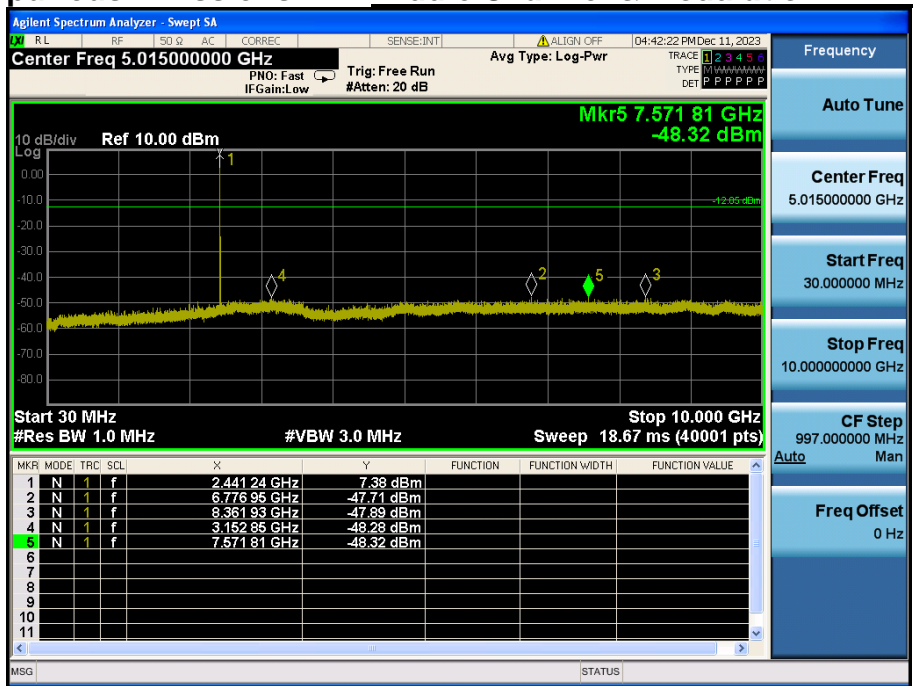 Agilent Spectrum Analyzer - Swept SA
LXI RL RF 50 Ω AC CORREC SENSE:INT ALIGN OFF 04:42:22 PM Dec 11, 2023
Center Freq 5.015000000 GHz Avg Type: Log-Pwr TRACE 1 2 3 4 5 6
PNO: Fast Trig: Free Run TYPE M W W W W W
IFGain:Low #Atten: 20 dB DET P P P P P P
Mkr5 7.571 81 GHz
10 dB/div Ref 10.00 dBm -48.32 dBm
Log
1
0.00
-10.0 -12.05 dBm
-20.0
-30.0
-40.0 4 2 5 3
-50.0
-60.0
-70.0
-80.0
Start 30 MHz Stop 10.000 GHz
#Res BW 1.0 MHz #VBW 3.0 MHz Sweep 18.67 ms (40001 pts)
MKR MODE TRC SCL X Y FUNCTION FUNCTION WIDTH FUNCTION VALUE
1 N 1 f 2.441 24 GHz 7.38 dBm
2 N 1 f 6.776 95 GHz -47.71 dBm
3 N 1 f 8.361 93 GHz -47.89 dBm
4 N 1 f 3.152 85 GHz -48.28 dBm
5 N 1 f 7.571 81 GHz -48.32 dBm
6
7
8
9
10
11
MSG STATUS
Frequency
Auto Tune
Center Freq
5.015000000 GHz
Start Freq
30.000000 MHz
Stop Freq
10.000000000 GHz
CF Step
997.000000 MHz
Auto Man
Freq Offset
0 Hz